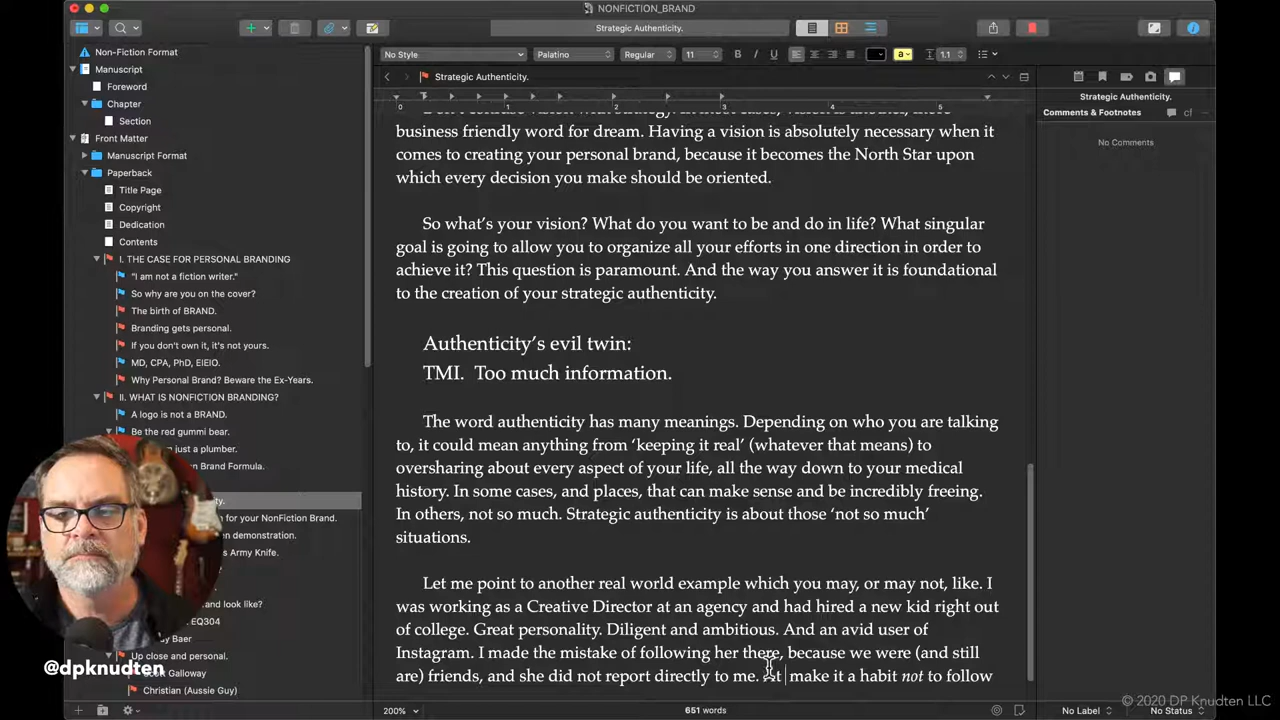 NONFICTION_BRAND
Strategic Authenticity.
No Style
Palatino
Regular
11
B
I
U
a
1.1
Non-Fiction Format
Manuscript
Foreword
Chapter
Section
Front Matter
Manuscript Format
Paperback
Title Page
Copyright
Dedication
Contents
I. THE CASE FOR PERSONAL BRANDING
"I am not a fiction writer."
So why are you on the cover?
The birth of BRAND.
Branding gets personal.
If you don't own it, it's not yours.
MD, CPA, PhD, EIEIO.
Why Personal Brand? Beware the Ex-Years.
II. WHAT IS NONFICTION BRANDING?
A logo is not a BRAND.
Be the red gummi bear.
just a plumber.
Brand Formula.
for your NonFiction Brand.
demonstration.
Army Knife.
and look like?
EQ304
Baer
Up close and personal.
Scott Galloway
Christian (Aussie Guy)
@dpknudten
Strategic Authenticity.
0 1 2 3 5
business friendly word for dream. Having a vision is absolutely necessary when it
comes to creating your personal brand, because it becomes the North Star upon
which every decision you make should be oriented.
So what's your vision? What do you want to be and do in life? What singular
goal is going to allow you to organize all your efforts in one direction in order to
achieve it? This question is paramount. And the way you answer it is foundational
to the creation of your strategic authenticity.
Authenticity's evil twin:
TMI. Too much information.
The word authenticity has many meanings. Depending on who you are talking
to, it could mean anything from 'keeping it real' (whatever that means) to
oversharing about every aspect of your life, all the way down to your medical
history. In some cases, and places, that can make sense and be incredibly freeing.
In others, not so much. Strategic authenticity is about those 'not so much'
situations.
Let me point to another real world example which you may, or may not, like. I
was working as a Creative Director at an agency and had hired a new kid right out
of college. Great personality. Diligent and ambitious. And an avid user of
Instagram. I made the mistake of following her there, because we were (and still
are) friends, and she did not report directly to me. make it a habit not to follow
200%
651 words
Strategic Authenticity.
Comments & Footnotes
cf
No Comments
No Label
No Status
© 2020 DP Knudten LLC